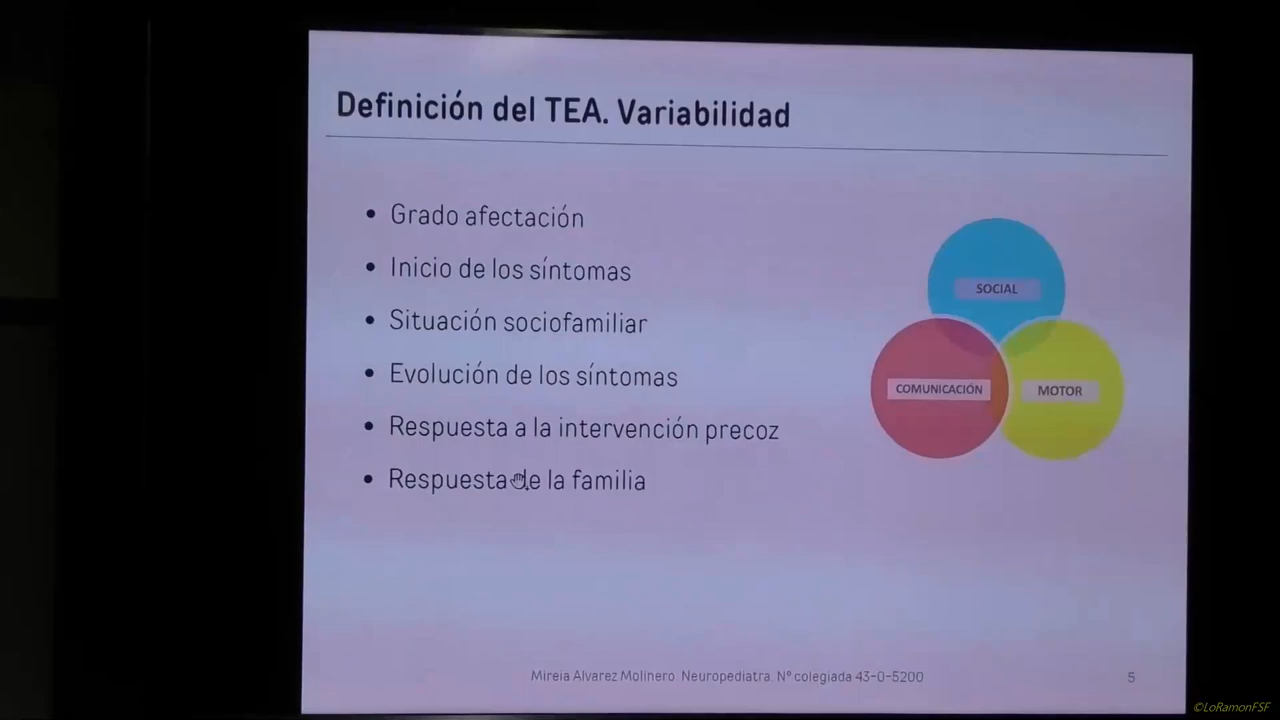 Definición del TEA. Variabilidad
• Grado afectación
• Inicio de los síntomas
• Situación sociofamiliar
• Evolución de los síntomas
• Respuesta a la intervención precoz
• Respuesta de la familia
SOCIAL
COMUNICACIÓN
MOTOR
Mireia Alvarez Molinero. Neuropediatra. Nº colegiada 43-0-5200
5
©LoRamonFSF